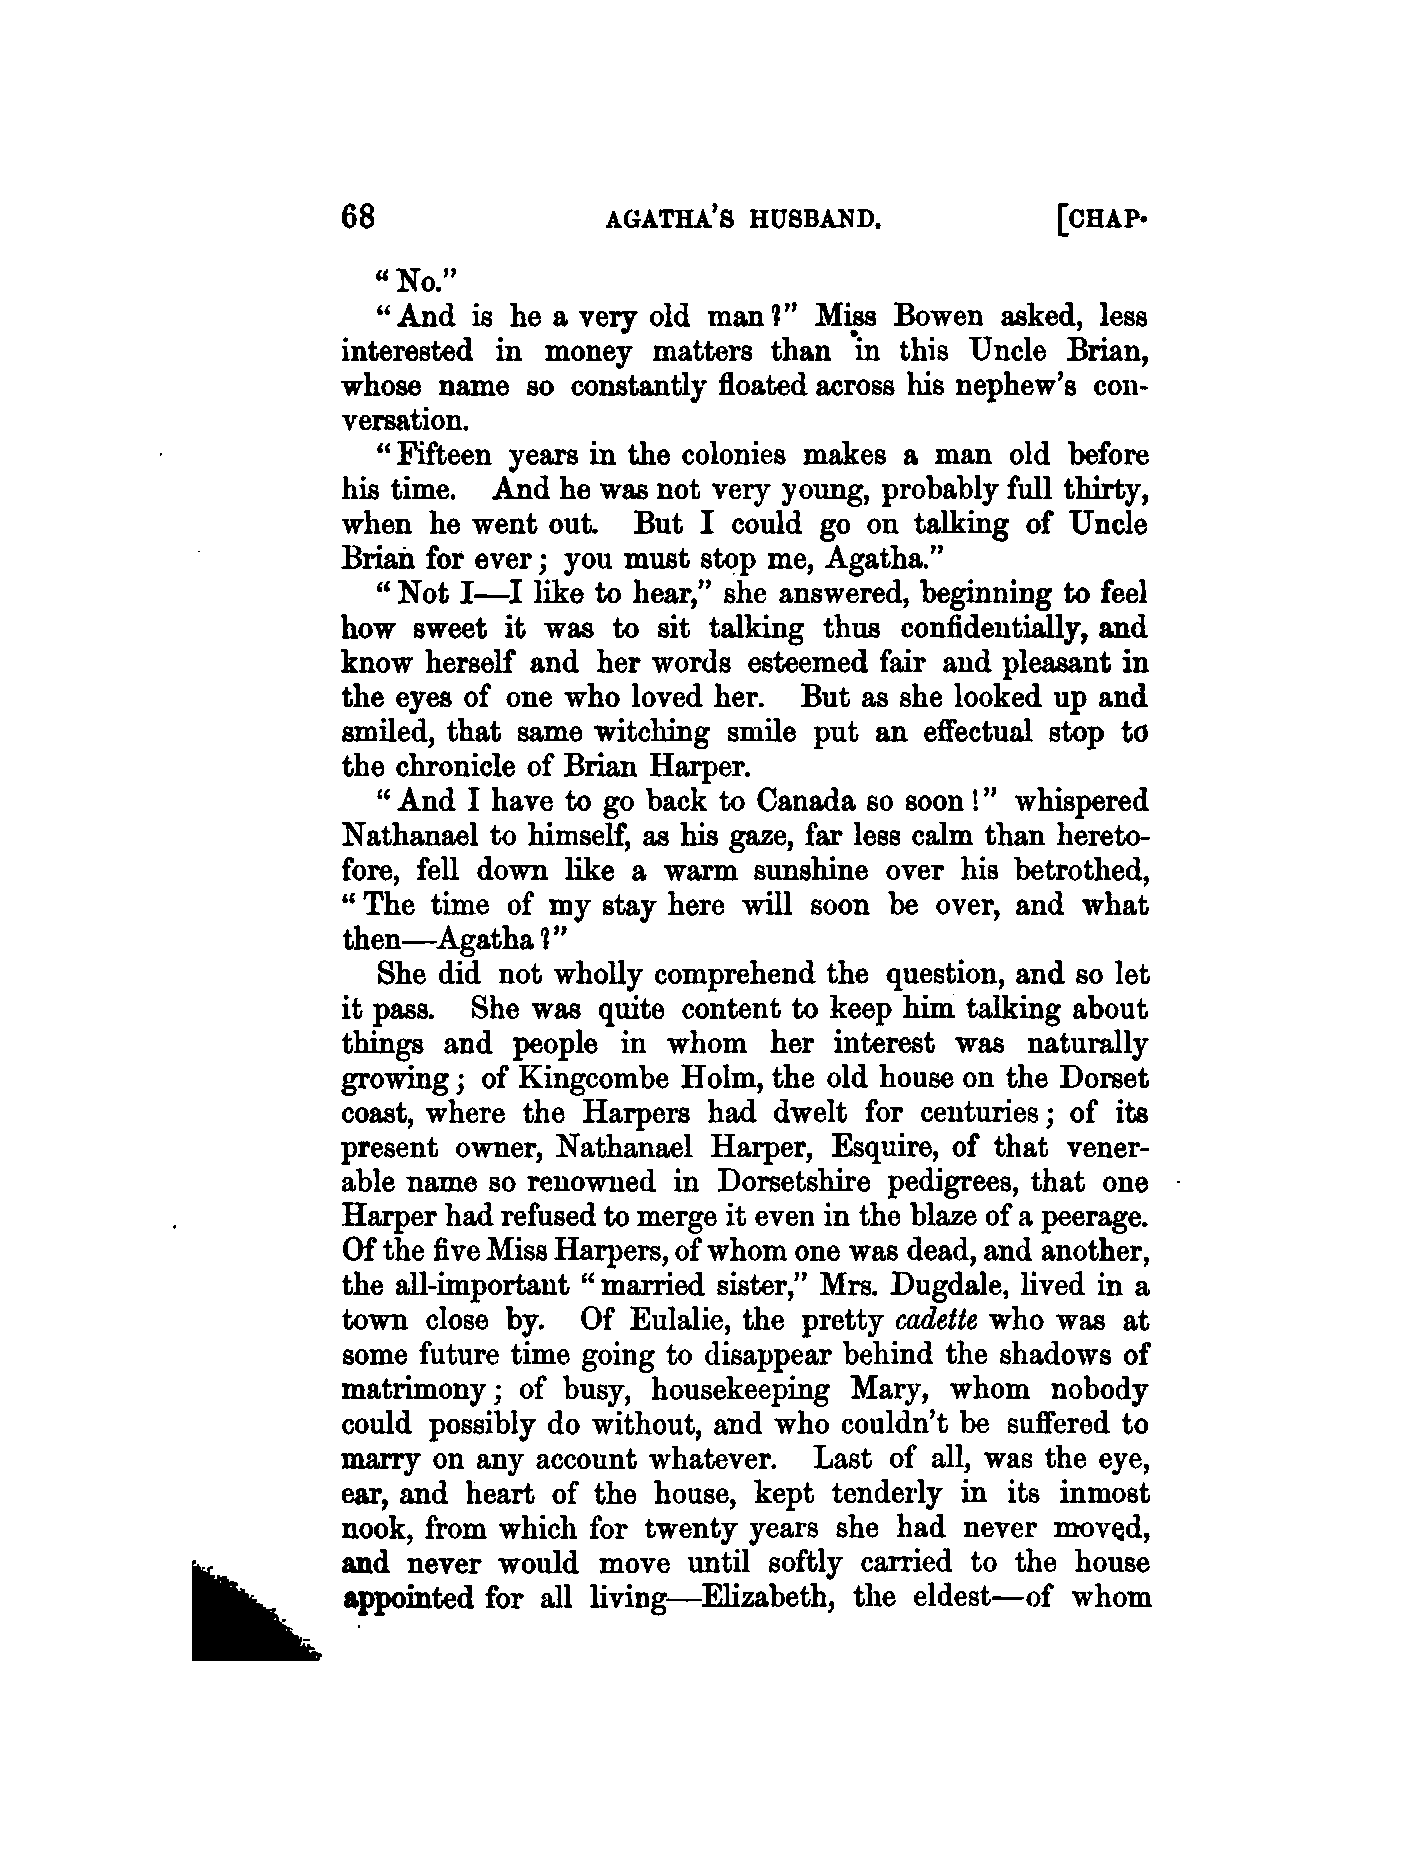 68 AGATHA'S HUSBAND. [CHAP.
"No."
"And is he a very old man?" Miss Bowen asked, less
interested in money matters than in this Uncle Brian,
whose name so constantly floated across his nephew's con-
versation.
"Fifteen years in the colonies makes a man old before
his time. And he was not very young, probably full thirty,
when he went out. But I could go on talking of Uncle
Brian for ever; you must stop me, Agatha."
"Not I—I like to hear," she answered, beginning to feel
how sweet it was to sit talking thus confidentially, and
know herself and her words esteemed fair and pleasant in
the eyes of one who loved her. But as she looked up and
smiled, that same witching smile put an effectual stop to
the chronicle of Brian Harper.
"And I have to go back to Canada so soon!" whispered
Nathanael to himself, as his gaze, far less calm than hereto-
fore, fell down like a warm sunshine over his betrothed,
"The time of my stay here will soon be over, and what
then—Agatha?"
She did not wholly comprehend the question, and so let
it pass. She was quite content to keep him talking about
things and people in whom her interest was naturally
growing; of Kingcombe Holm, the old house on the Dorset
coast, where the Harpers had dwelt for centuries; of its
present owner, Nathanael Harper, Esquire, of that vener-
able name so renowned in Dorsetshire pedigrees, that one
Harper had refused to merge it even in the blaze of a peerage.
Of the five Miss Harpers, of whom one was dead, and another,
the all-important "married sister," Mrs. Dugdale, lived in a
town close by. Of Eulalie, the pretty cadette who was at
some future time going to disappear behind the shadows of
matrimony; of busy, housekeeping Mary, whom nobody
could possibly do without, and who couldn't be suffered to
marry on any account whatever. Last of all, was the eye,
ear, and heart of the house, kept tenderly in its inmost
nook, from which for twenty years she had never moved,
and never would move until softly carried to the house
appointed for all living—Elizabeth, the eldest—of whom